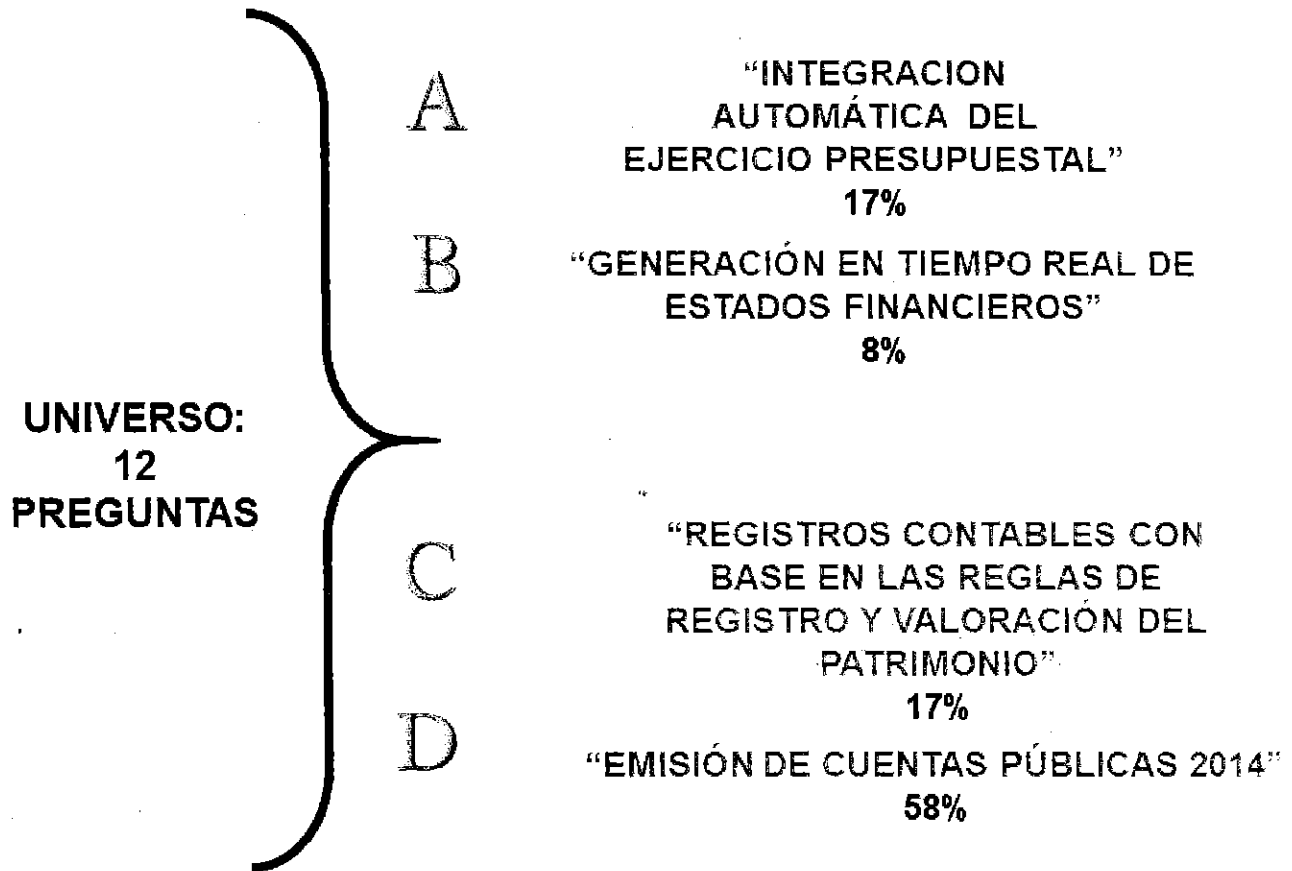 UNIVERSO:
12
PREGUNTAS
A
“INTEGRACION
AUTOMÁTICA DEL
EJERCICIO PRESUPUESTAL”
17%
B
“GENERACIÓN EN TIEMPO REAL DE
ESTADOS FINANCIEROS”
8%
C
“REGISTROS CONTABLES CON
BASE EN LAS REGLAS DE
REGISTRO Y VALORACIÓN DEL
PATRIMONIO”
17%
D
“EMISIÓN DE CUENTAS PÚBLICAS 2014”
58%